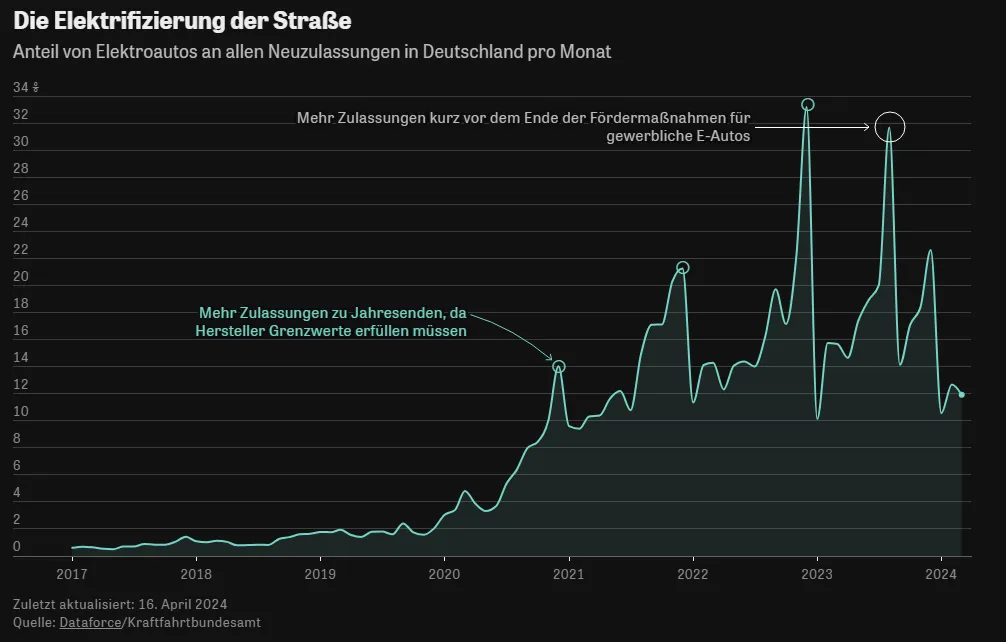 Die Elektrifizierung der Straße
Anteil von Elektroautos an allen Neuzulassungen in Deutschland pro Monat
34 %
32
Mehr Zulassungen kurz vor dem Ende der Fördermaßnahmen für
gewerbliche E-Autos
30
28
26
24
22
20
18
Mehr Zulassungen zu Jahresenden, da
Hersteller Grenzwerte erfüllen müssen
16
14
12
10
8
6
4
2
0
2017 2018 2019 2020 2021 2022 2023 2024
Zuletzt aktualisiert: 16. April 2024
Quelle: Dataforce/Kraftfahrtbundesamt